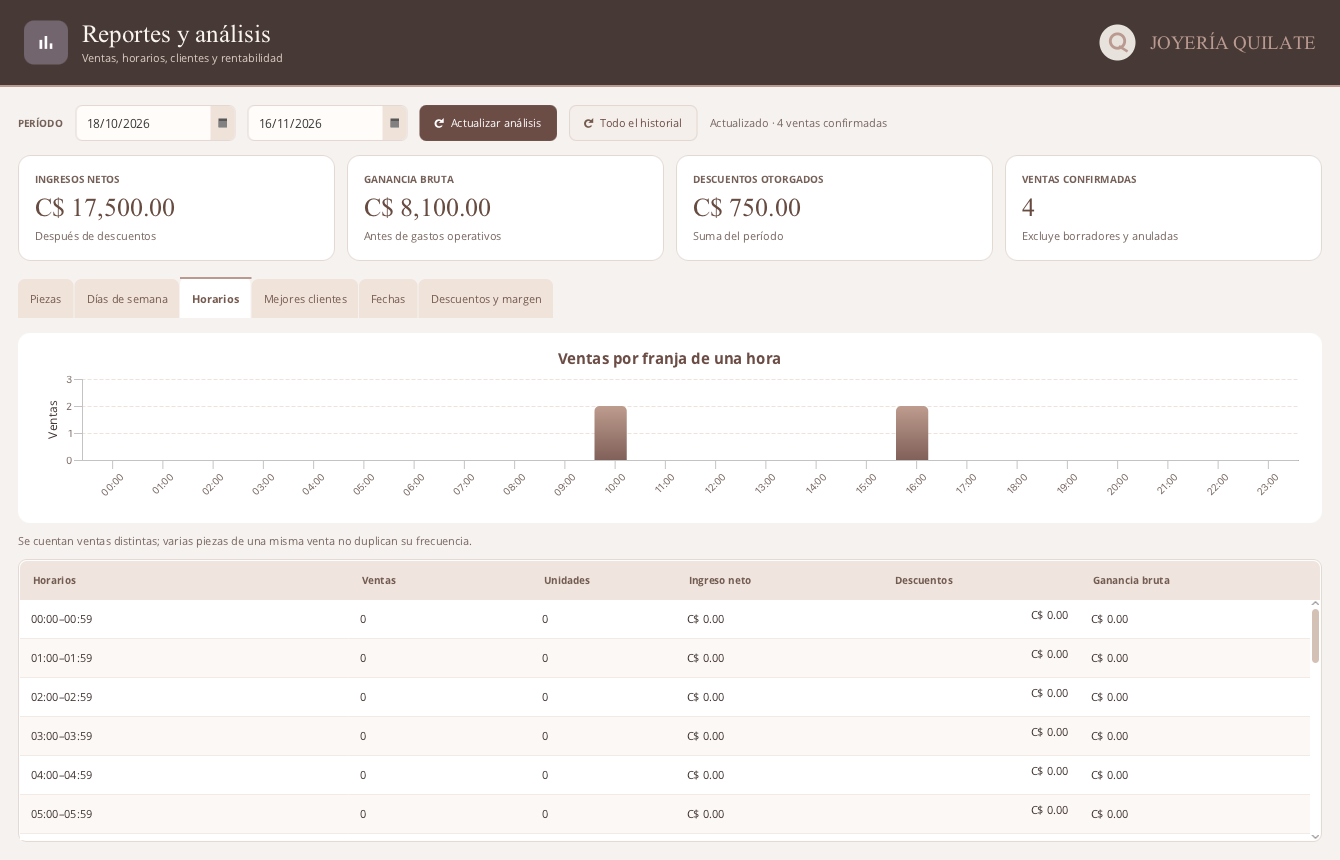 Reportes y análisis
Ventas, horarios, clientes y rentabilidad
JOYERÍA QUILATE
PERÍODO 18/10/2026 16/11/2026 Actualizar análisis Todo el historial Actualizado · 4 ventas confirmadas
INGRESOS NETOS GANANCIA BRUTA DESCUENTOS OTORGADOS VENTAS CONFIRMADAS
C$ 17,500.00 C$ 8,100.00 C$ 750.00 4
Después de descuentos Antes de gastos operativos Suma del período Excluye borradores y anuladas
Piezas Días de semana Horarios Mejores clientes Fechas Descuentos y margen
Ventas por franja de una hora
Ventas
3
2
1
0
00:00 01:00 02:00 03:00 04:00 05:00 06:00 07:00 08:00 09:00 10:00 11:00 12:00 13:00 14:00 15:00 16:00 17:00 18:00 19:00 20:00 21:00 22:00 23:00
Se cuentan ventas distintas; varias piezas de una misma venta no duplican su frecuencia.
Horarios Ventas Unidades Ingreso neto Descuentos Ganancia bruta
00:00–00:59 0 0 C$ 0.00 C$ 0.00 C$ 0.00
01:00–01:59 0 0 C$ 0.00 C$ 0.00 C$ 0.00
02:00–02:59 0 0 C$ 0.00 C$ 0.00 C$ 0.00
03:00–03:59 0 0 C$ 0.00 C$ 0.00 C$ 0.00
04:00–04:59 0 0 C$ 0.00 C$ 0.00 C$ 0.00
05:00–05:59 0 0 C$ 0.00 C$ 0.00 C$ 0.00